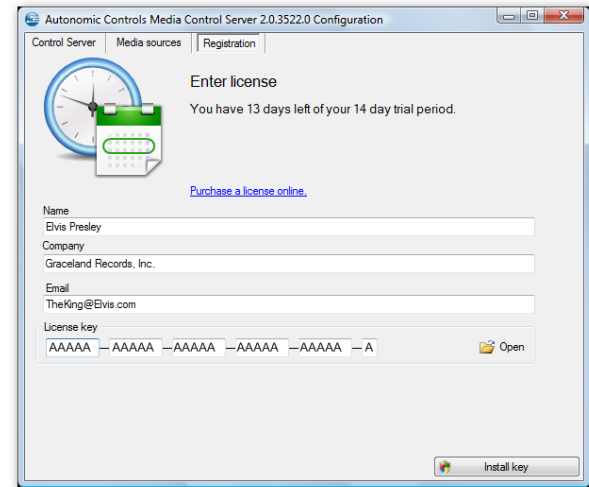 Autonomic Controls Media Control Server 2.0.3522.0 Configuration
Control Server Media sources Registration
Enter license
You have 13 days left of your 14 day trial period.
Purchase a license online.
Name
Elvis Presley
Company
Graceland Records, Inc.
Email
TheKing@Elvis.com
License key
AAAAA – AAAAA – AAAAA – AAAAA – AAAAA – A Open
Install key